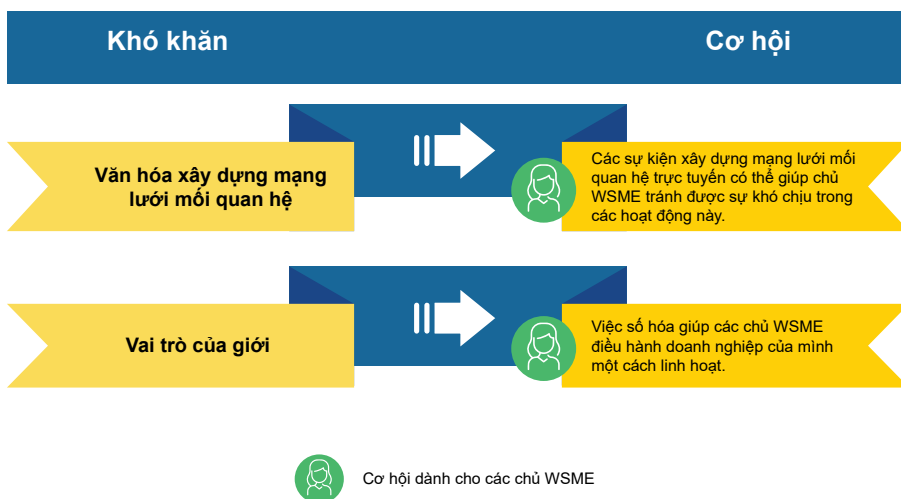 Khó khăn
Cơ hội
Văn hóa xây dựng mạng
lưới mối quan hệ
Các sự kiện xây dựng mạng lưới mối
quan hệ trực tuyến có thể giúp chủ
WSME tránh được sự khó chịu trong
các hoạt động này.
Vai trò của giới
Việc số hóa giúp các chủ WSME
điều hành doanh nghiệp của mình
một cách linh hoạt.
Cơ hội dành cho các chủ WSME